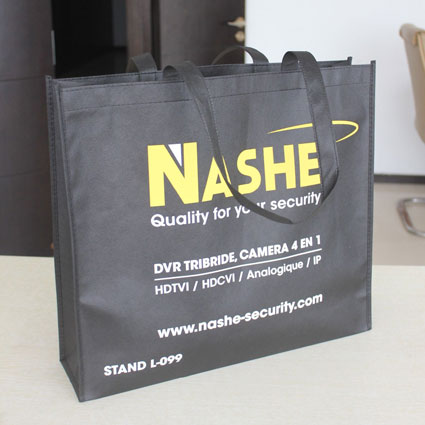 NASHE
Quality for your security
DVR TRIBRIDE, CAMERA 4 EN 1
HDTVI / HDCVI / Analogique / IP
www.nashe-security.com
STAND L-099